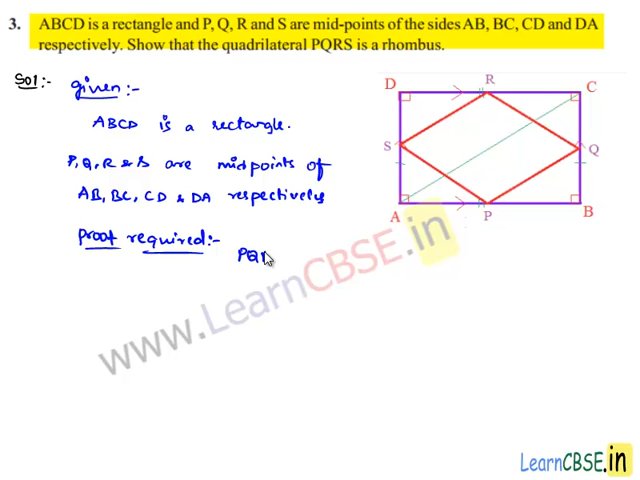 3. ABCD is a rectangle and P, Q, R and S are mid-points of the sides AB, BC, CD and DA
respectively. Show that the quadrilateral PQRS is a rhombus.
Sol:-
given:-
ABCD is a rectangle.
P, Q, R & S are midpoints of
AB, BC, CD & DA respectively
Proof required:-
PQR
D R C
S Q
A P B
www.LearnCBSE.in
LearnCBSE.in